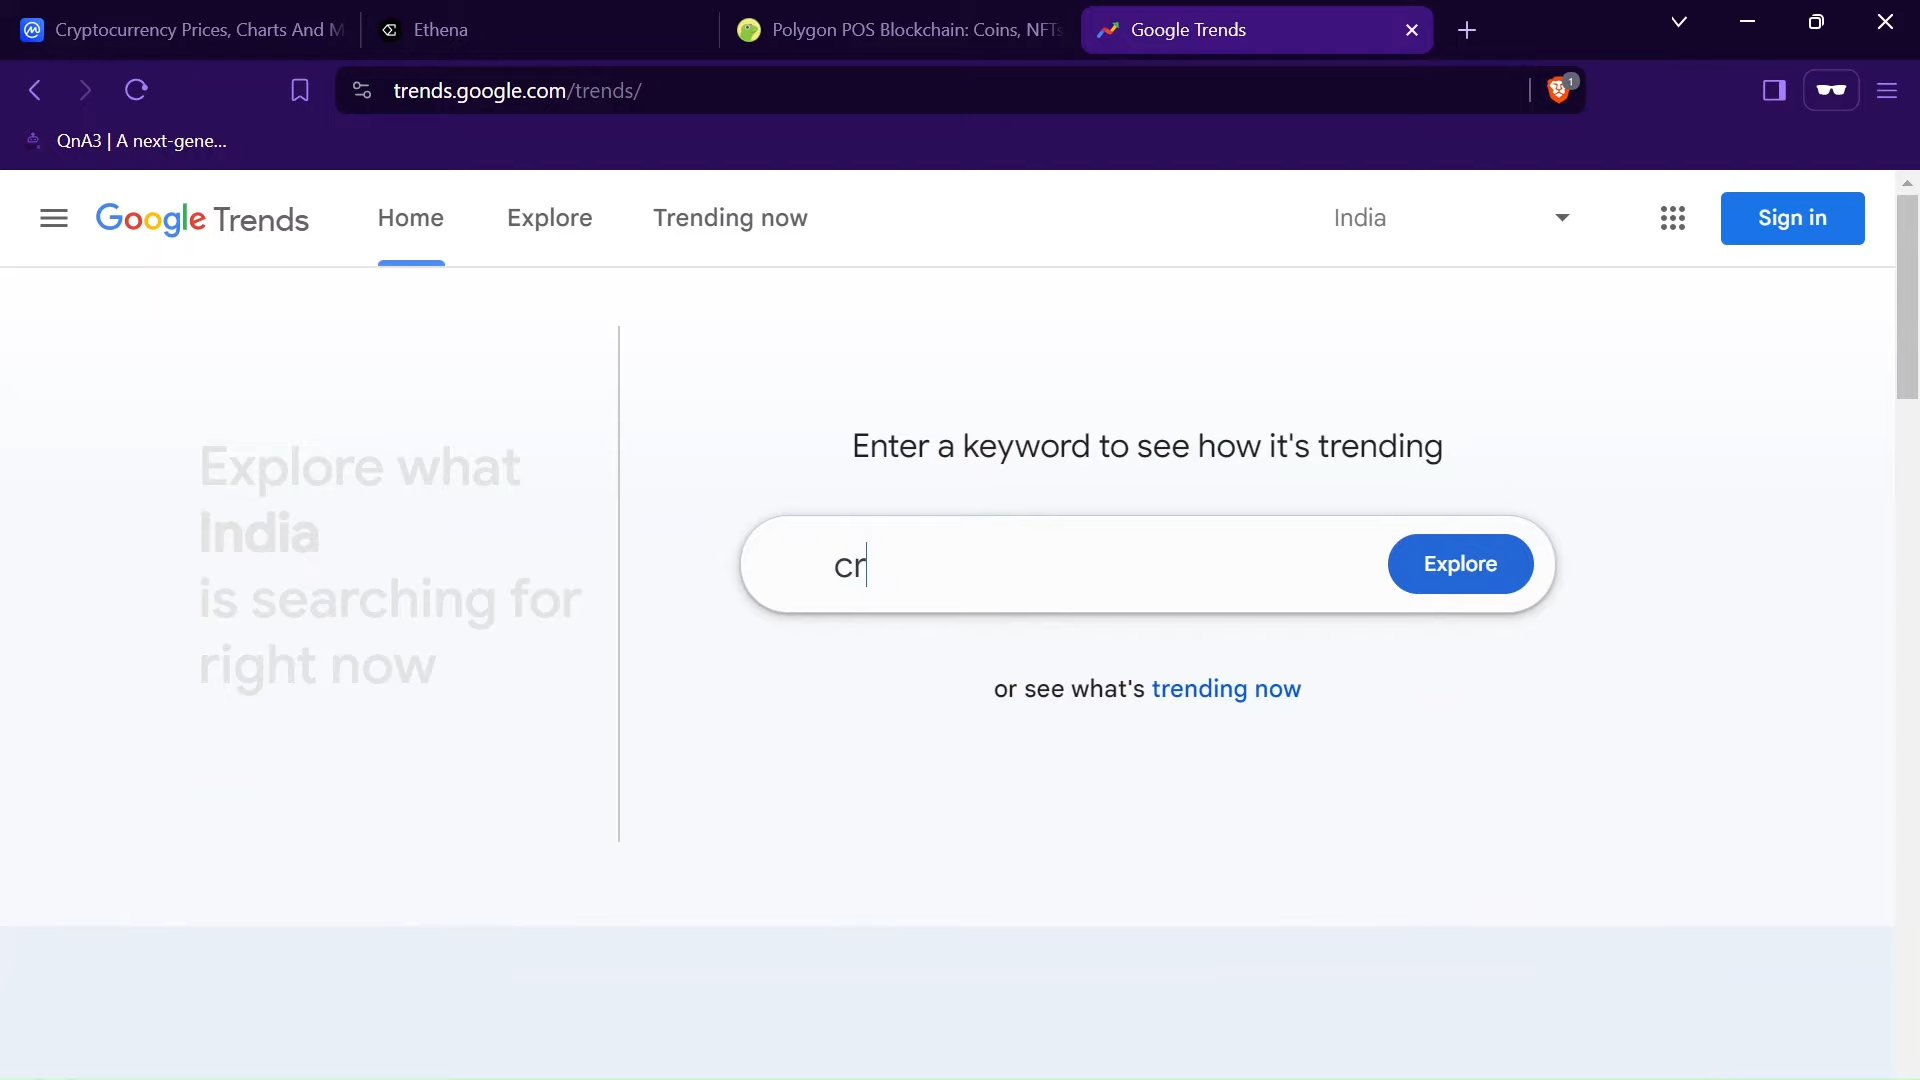 Cryptocurrency Prices, Charts And M
Ethena
Polygon POS Blockchain: Coins, NFTs
Google Trends
trends.google.com/trends/
1
QnA3 | A next-gene...
Google Trends
Home
Explore
Trending now
India
Sign in
Explore what
India
is searching for
right now
Enter a keyword to see how it's trending
cr
Explore
or see what's trending now